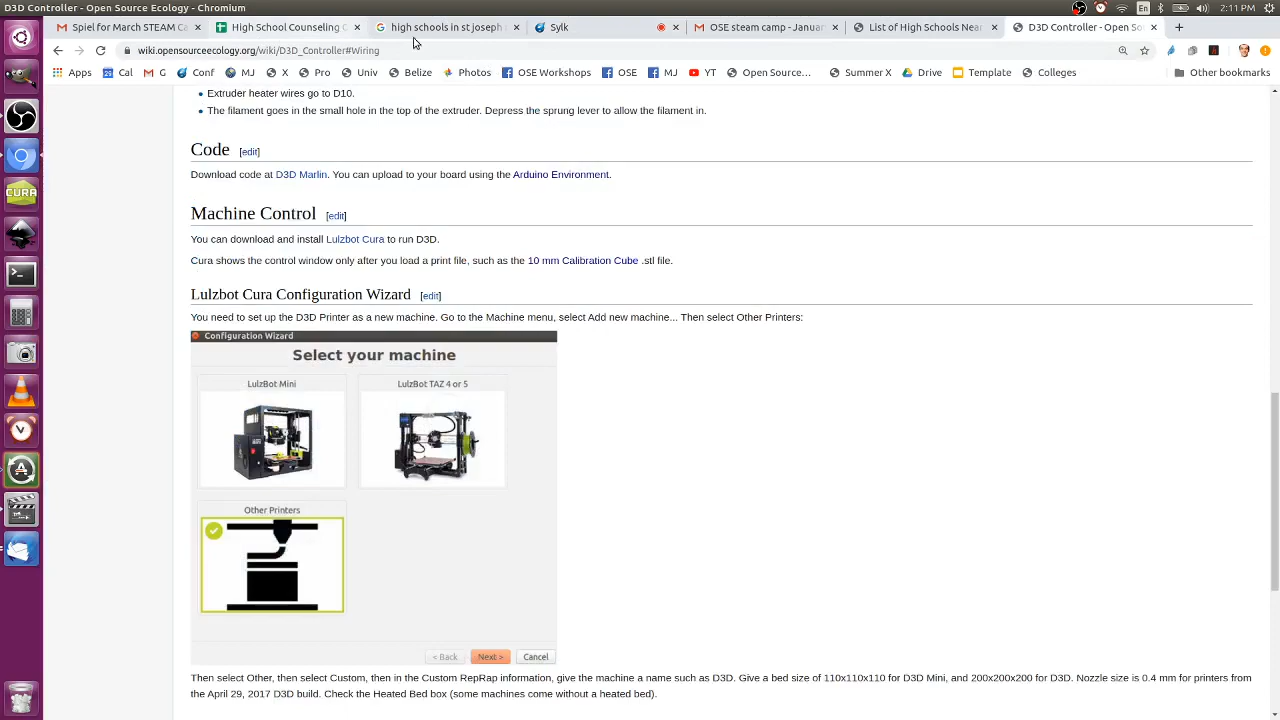 D3D Controller - Open Source Ecology - Chromium
En
2:11 PM
Spiel for March STEAM Ca
High School Counseling C
high schools in st joseph
Sylk
OSE steam camp - Januar
List of High Schools Near
D3D Controller - Open So
wiki.opensourceecology.org/wiki/D3D_Controller#Wiring
Apps
Cal
G
Conf
MJ
X
Pro
Univ
Belize
Photos
OSE Workshops
OSE
MJ
YT
Open Source...
Summer X
Drive
Template
Colleges
Other bookmarks
CURA
Extruder heater wires go to D10.
The filament goes in the small hole in the top of the extruder. Depress the sprung lever to allow the filament in.
Code [edit]
Download code at D3D Marlin. You can upload to your board using the Arduino Environment.
Machine Control [edit]
You can download and install Lulzbot Cura to run D3D.
Cura shows the control window only after you load a print file, such as the 10 mm Calibration Cube .stl file.
Lulzbot Cura Configuration Wizard [edit]
You need to set up the D3D Printer as a new machine. Go to the Machine menu, select Add new machine... Then select Other Printers:
Configuration Wizard
Select your machine
LulzBot Mini
LulzBot TAZ 4 or 5
Other Printers
< Back
Next >
Cancel
Then select Other, then select Custom, then in the Custom RepRap information, give the machine a name such as D3D. Give a bed size of 110x110x110 for D3D Mini, and 200x200x200 for D3D. Nozzle size is 0.4 mm for printers from
the April 29, 2017 D3D build. Check the Heated Bed box (some machines come without a heated bed).